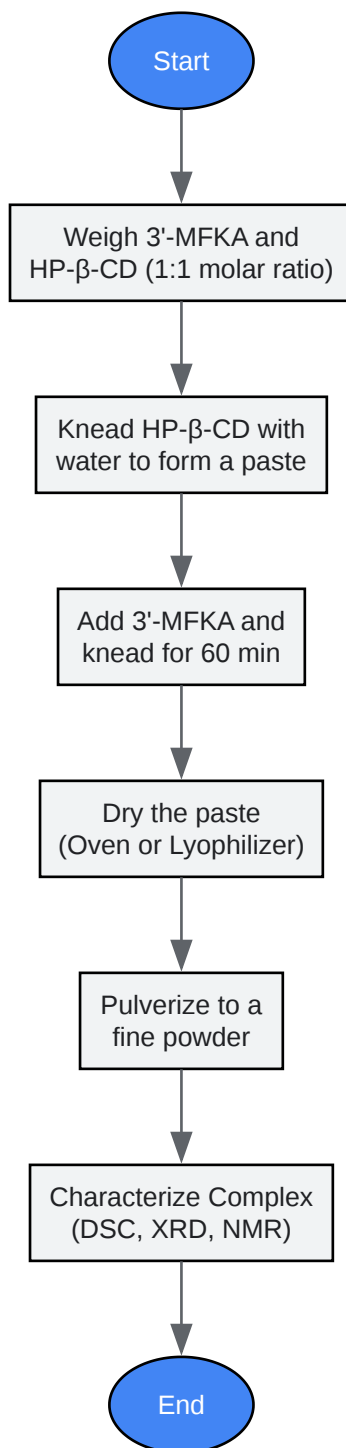 Start
Weigh 3'-MFKA and
HP-β-CD (1:1 molar ratio)
Knead HP-β-CD with
water to form a paste
Add 3'-MFKA and
knead for 60 min
Dry the paste
(Oven or Lyophilizer)
Pulverize to a
fine powder
Characterize Complex
(DSC, XRD, NMR)
End